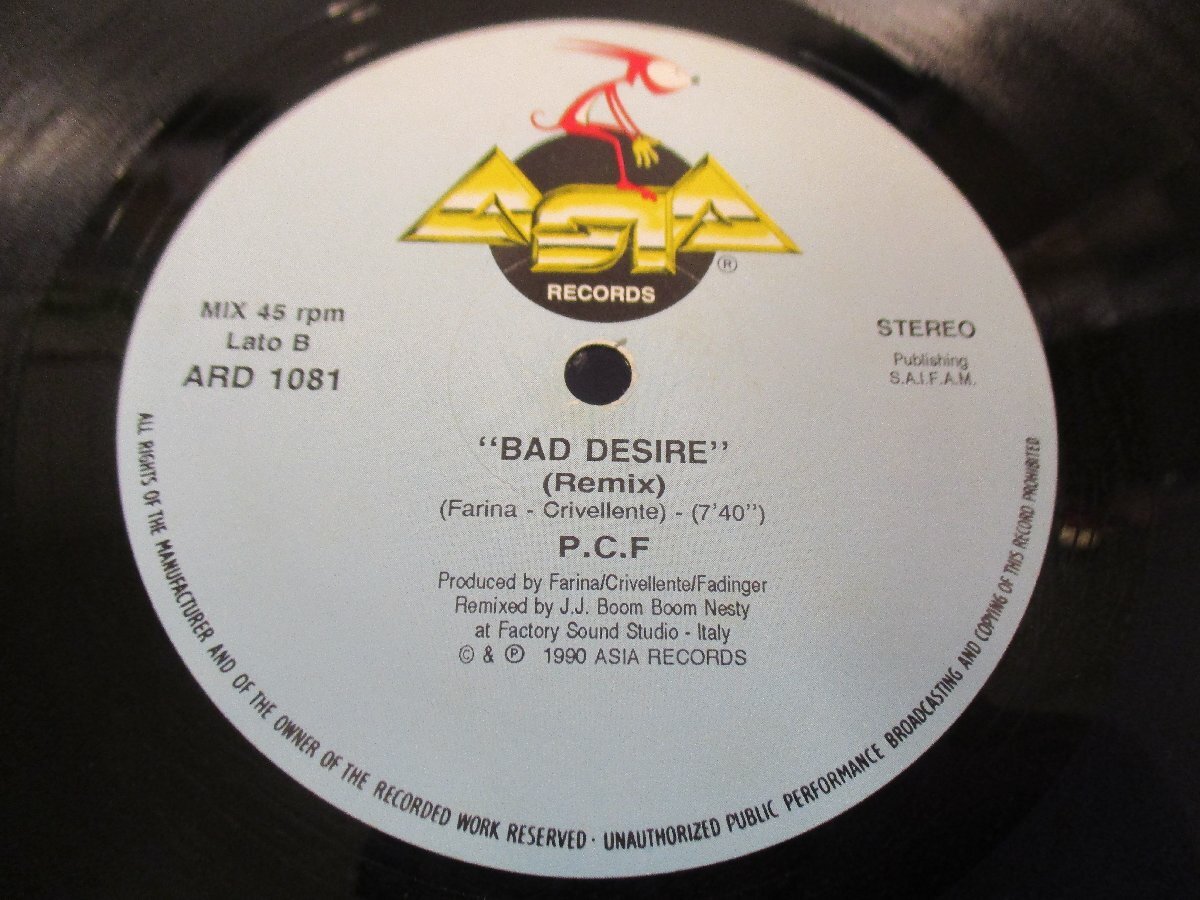 ASIA
®
RECORDS
MIX 45 rpm
Lato B
ARD 1081
STEREO
Publishing
S.A.I.F.A.M.
“BAD DESIRE”
(Remix)
(Farina - Crivellente) - (7'40")
P.C.F
Produced by Farina/Crivellente/Fadinger
Remixed by J.J. Boom Boom Nesty
at Factory Sound Studio - Italy
© & ℗ 1990 ASIA RECORDS
ALL RIGHTS OF THE MANUFACTURER AND OF THE OWNER OF THE RECORDED WORK RESERVED · UNAUTHORIZED PUBLIC PERFORMANCE BROADCASTING AND COPYING OF THIS RECORD PROHIBITED